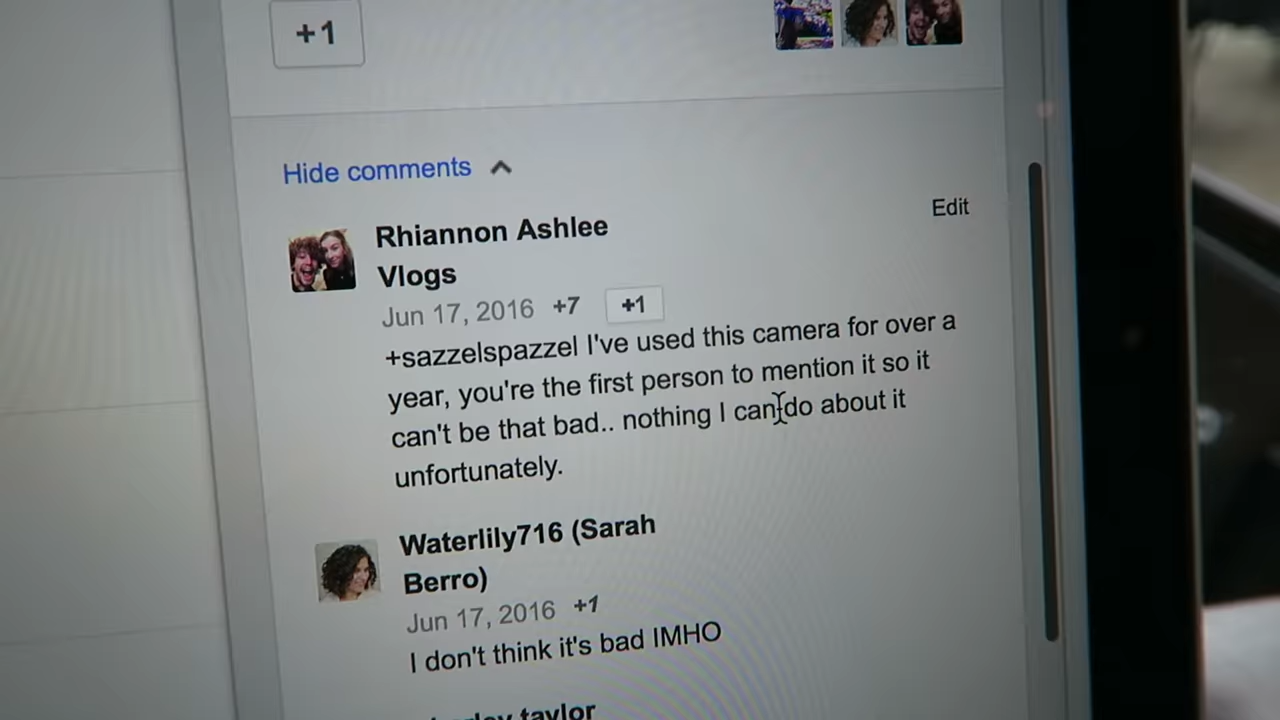 +1
Hide comments
Edit
Rhiannon Ashlee
Vlogs
Jun 17, 2016 +7 +1
+sazzelspazzel I've used this camera for over a
year, you're the first person to mention it so it
can't be that bad.. nothing I can do about it
unfortunately.
Waterlily716 (Sarah
Berro)
Jun 17, 2016 +1
I don't think it's bad IMHO
taylor